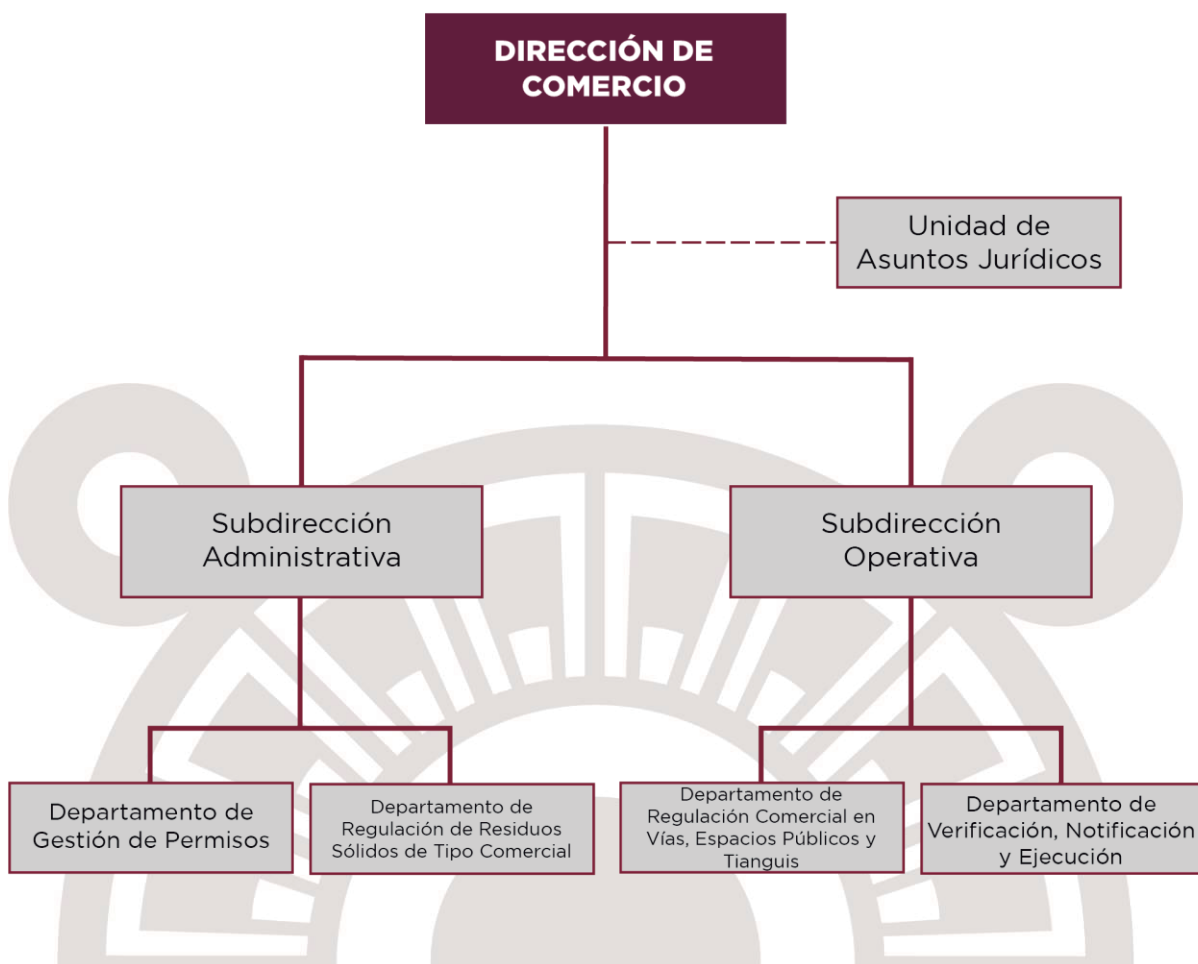 DIRECCIÓN DE
COMERCIO
Unidad de
Asuntos Jurídicos
Subdirección
Administrativa
Subdirección
Operativa
Departamento de
Gestión de Permisos
Departamento de
Regulación de Residuos
Sólidos de Tipo Comercial
Departamento de
Regulación Comercial en
Vías, Espacios Públicos y
Tianguis
Departamento de
Verificación, Notificación
y Ejecución